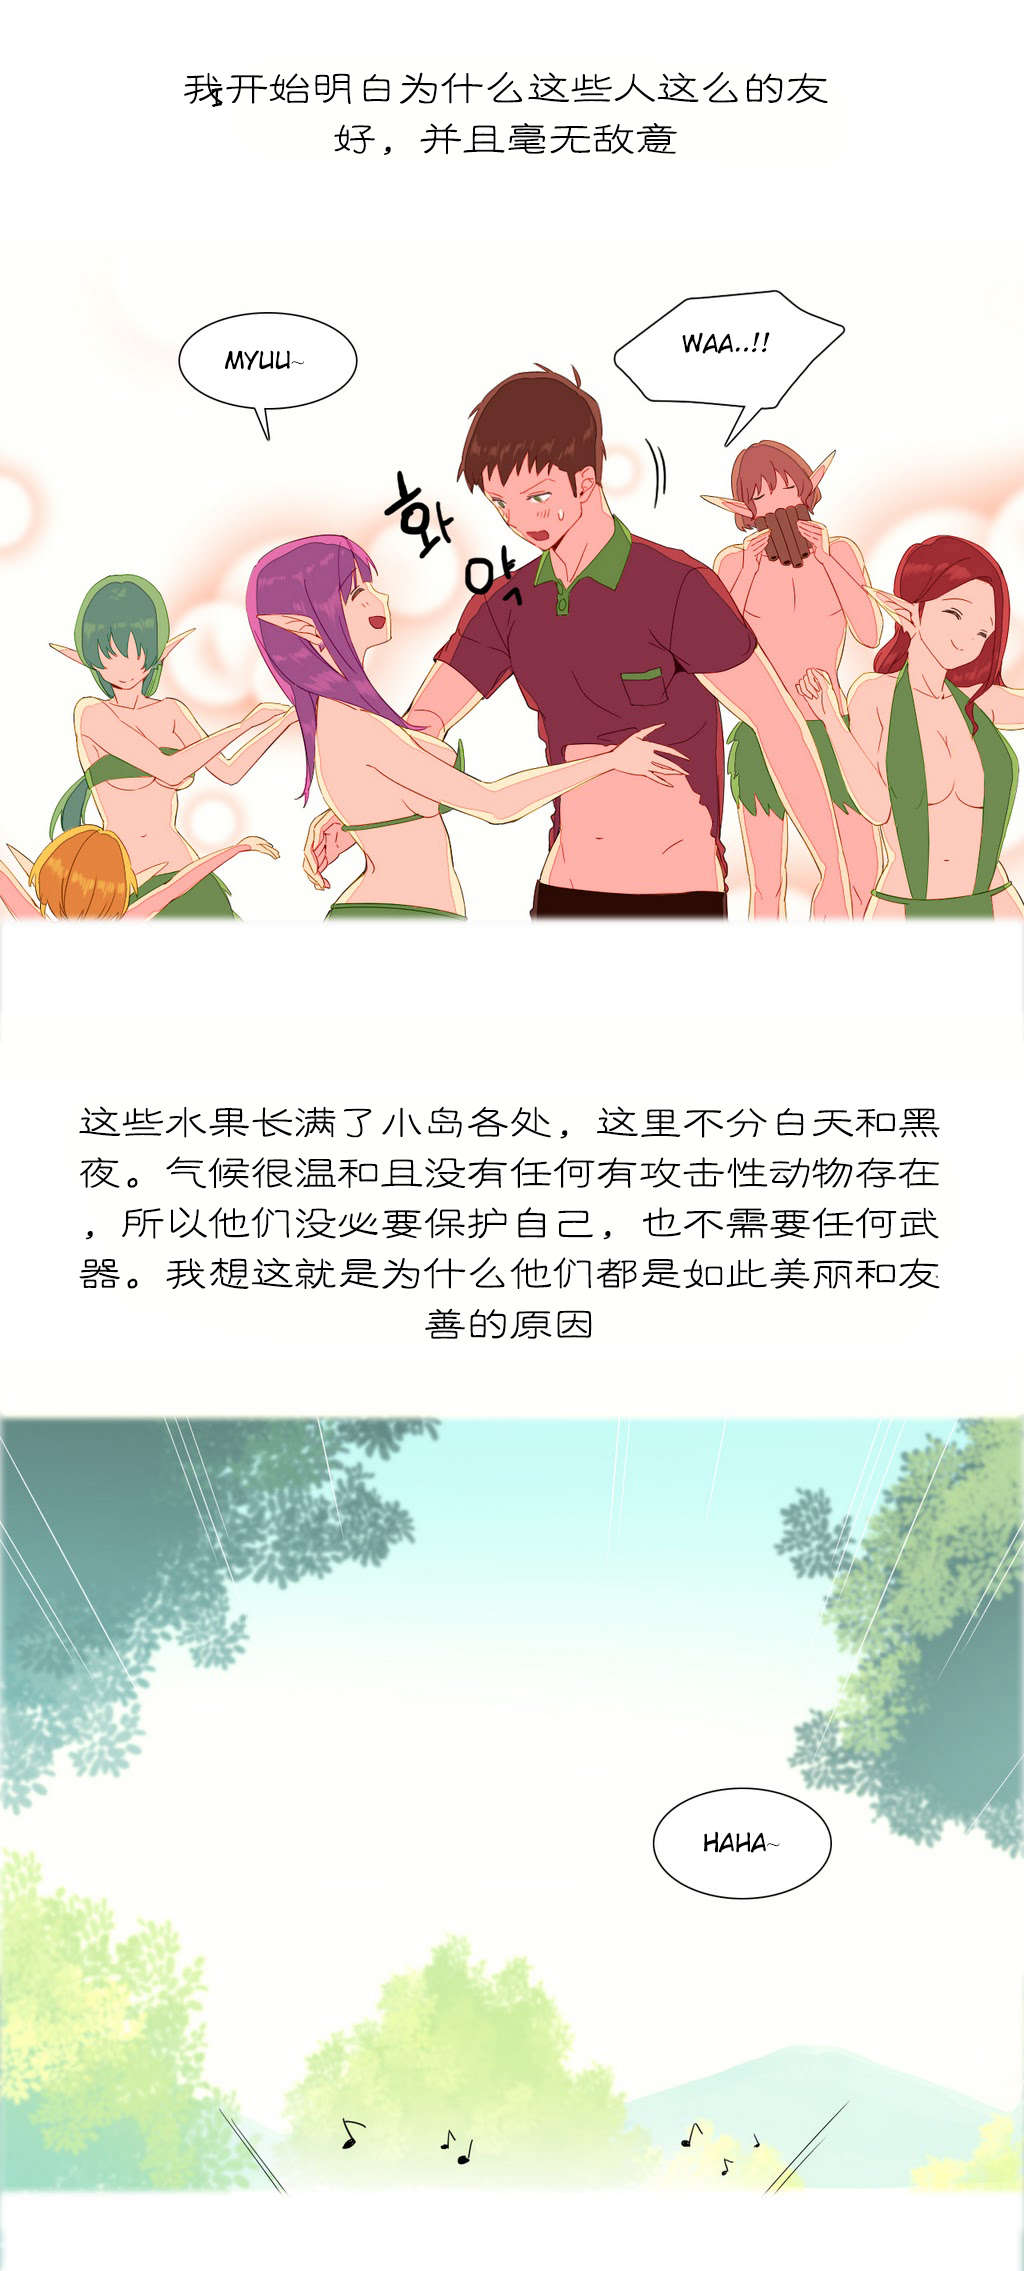 我开始明白为什么这些人这么的友
好，并且毫无敌意
MYUU~
WAA..!!
화
악
这些水果长满了小岛各处，这里不分白天和黑
夜。气候很温和且没有任何有攻击性动物存在
，所以他们没必要保护自己，也不需要任何武
器。我想这就是为什么他们都是如此美丽和友
善的原因
HAHA~